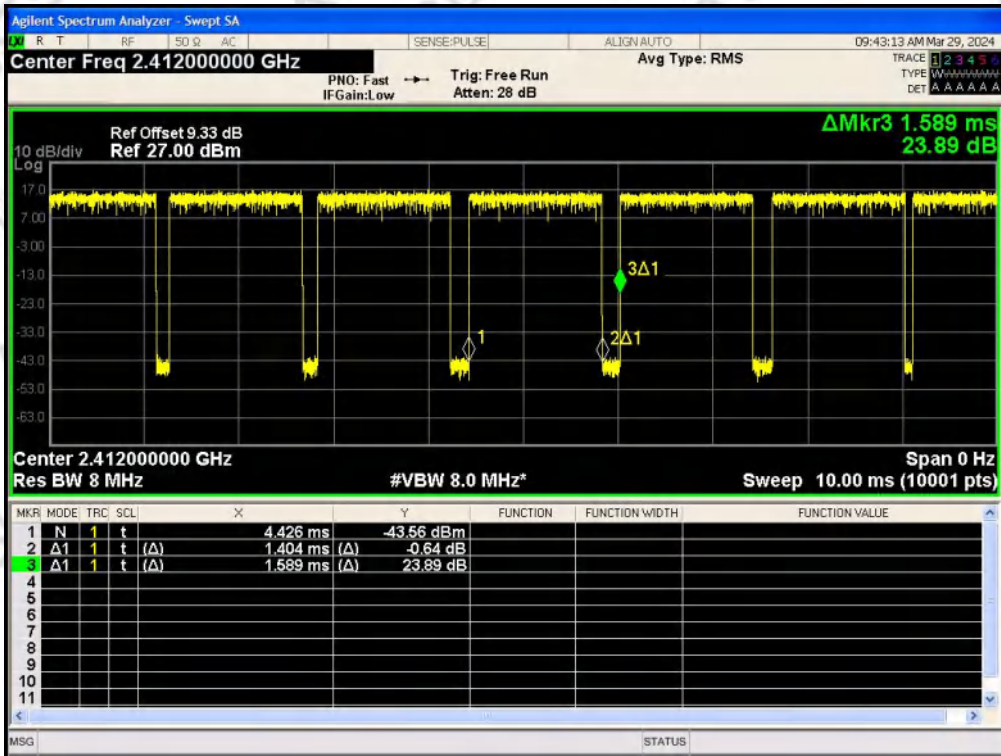 Agilent Spectrum Analyzer - Swept SA
LXI R T RF 50 Ω AC SENSE:PULSE ALIGN AUTO 09:43:13 AM Mar 29, 2024
Center Freq 2.412000000 GHz
PNO: Fast
IFGain:Low
Trig: Free Run
Atten: 28 dB
Avg Type: RMS
TRACE 1 2 3 4 5 6
TYPE W
DET A A A A A A
ΔMkr3 1.589 ms
23.89 dB
Ref Offset 9.33 dB
10 dB/div Ref 27.00 dBm
Log
17.0
7.00
-3.00
-13.0
-23.0
-33.0
-43.0
-53.0
-63.0
3Δ1
1
2Δ1
Center 2.412000000 GHz Span 0 Hz
Res BW 8 MHz #VBW 8.0 MHz* Sweep 10.00 ms (10001 pts)
MKR MODE TRC SCL X Y FUNCTION FUNCTION WIDTH FUNCTION VALUE
1 N 1 t 4.426 ms -43.56 dBm
2 Δ1 1 t (Δ) 1.404 ms (Δ) -0.64 dB
3 Δ1 1 t (Δ) 1.589 ms (Δ) 23.89 dB
4
5
6
7
8
9
10
11
MSG STATUS